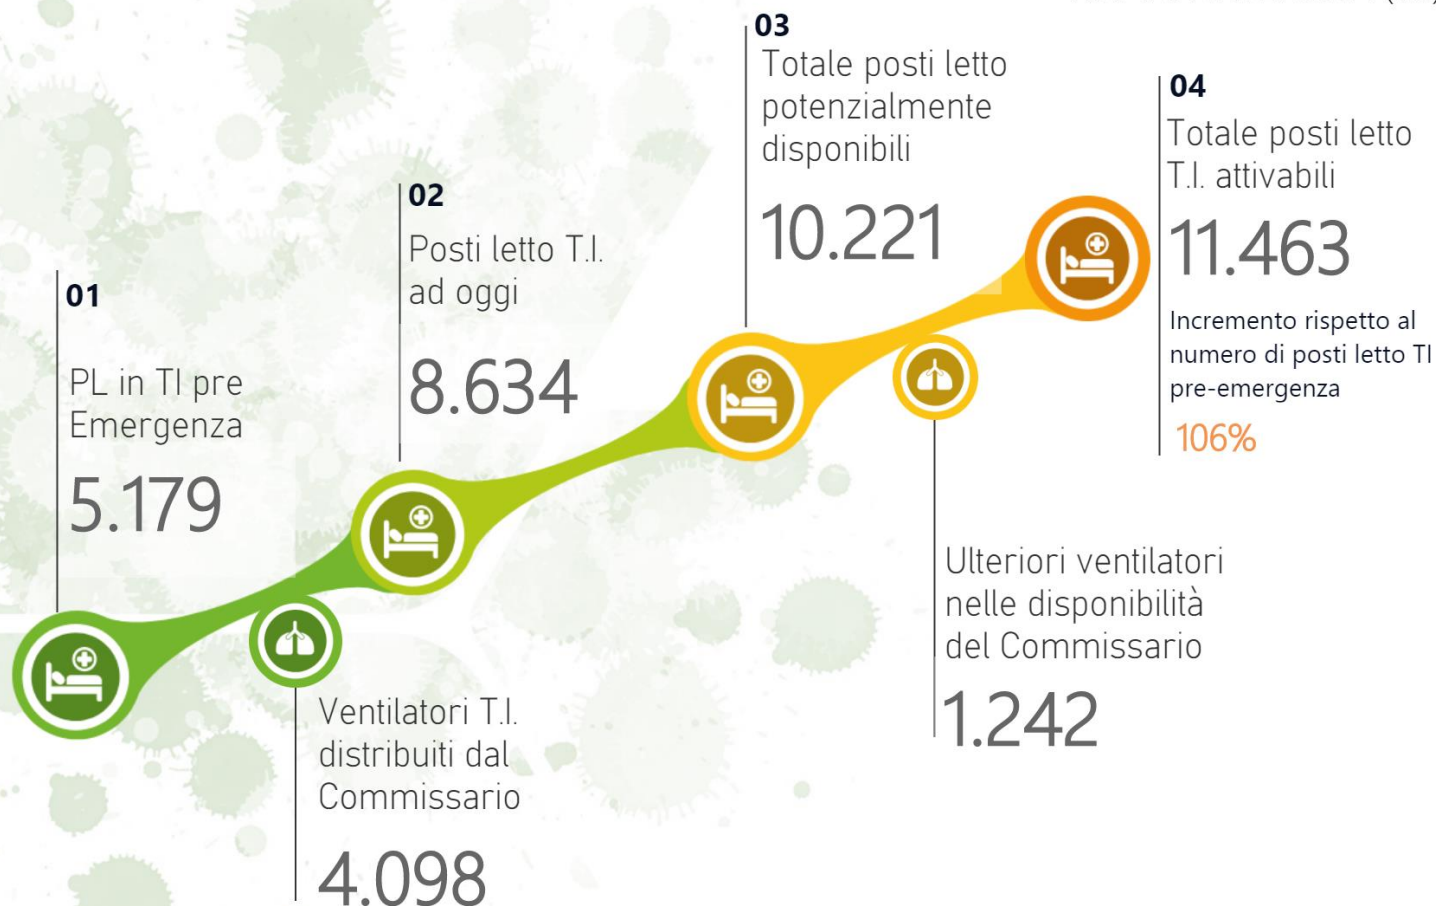 01
PL in TI pre
Emergenza
5.179
Ventilatori T.I.
distribuiti dal
Commissario
4.098
02
Posti letto T.I.
ad oggi
8.634
03
Totale posti letto
potenzialmente
disponibili
10.221
Ulteriori ventilatori
nelle disponibilità
del Commissario
1.242
04
Totale posti letto
T.I. attivabili
11.463
Incremento rispetto al
numero di posti letto TI
pre-emergenza
106%